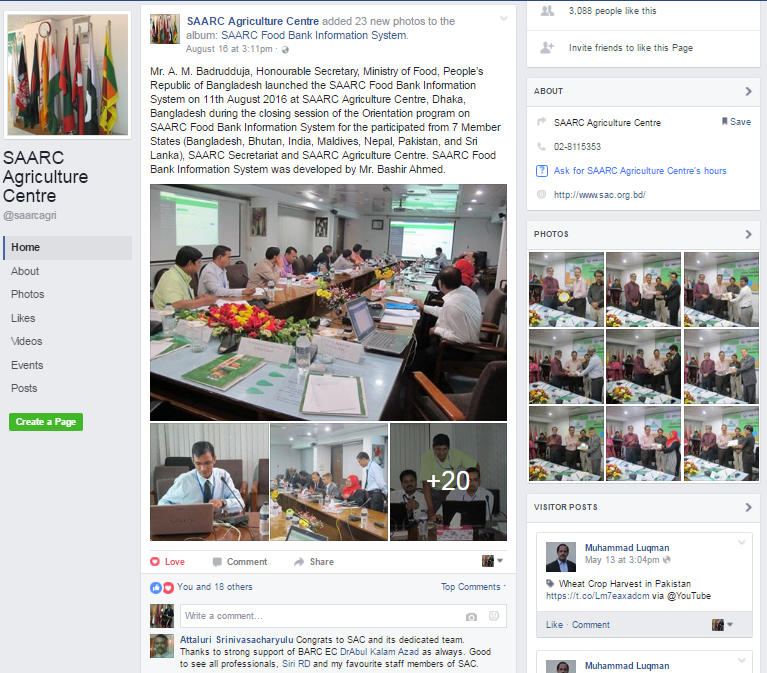 SAARC
Agriculture
Centre
@saarcagri
Home
About
Photos
Likes
Videos
Events
Posts
Create a Page
SAARC Agriculture Centre added 23 new photos to the
album: SAARC Food Bank Information System.
August 16 at 3:11pm ·
Mr. A. M. Badrudduja, Honourable Secretary, Ministry of Food, People's
Republic of Bangladesh launched the SAARC Food Bank Information
System on 11th August 2016 at SAARC Agriculture Centre, Dhaka,
Bangladesh during the closing session of the Orientation program on
SAARC Food Bank Information System for the participated from 7 Member
States (Bangladesh, Bhutan, India, Maldives, Nepal, Pakistan, and Sri
Lanka), SAARC Secretariat and SAARC Agriculture Centre. SAARC Food
Bank Information System was developed by Mr. Bashir Ahmed.
+20
Love
Comment
Share
You and 18 others
Top Comments
Write a comment...
Attaluri Srinivasacharyulu Congrats to SAC and its dedicated team.
Thanks to strong support of BARC EC DrAbul Kalam Azad as always. Good
to see all professionals, Siri RD and my favourite staff members of SAC.
3,088 people like this
Invite friends to like this Page
ABOUT
SAARC Agriculture Centre
Save
02-8115353
? Ask for SAARC Agriculture Centre's hours
http://www.sac.org.bd/
PHOTOS
VISITOR POSTS
Muhammad Luqman
May 13 at 3:04pm
Wheat Crop Harvest in Pakistan
https://t.co/Lm7eaxadcm via @YouTube
Like · Comment
Muhammad Luqman